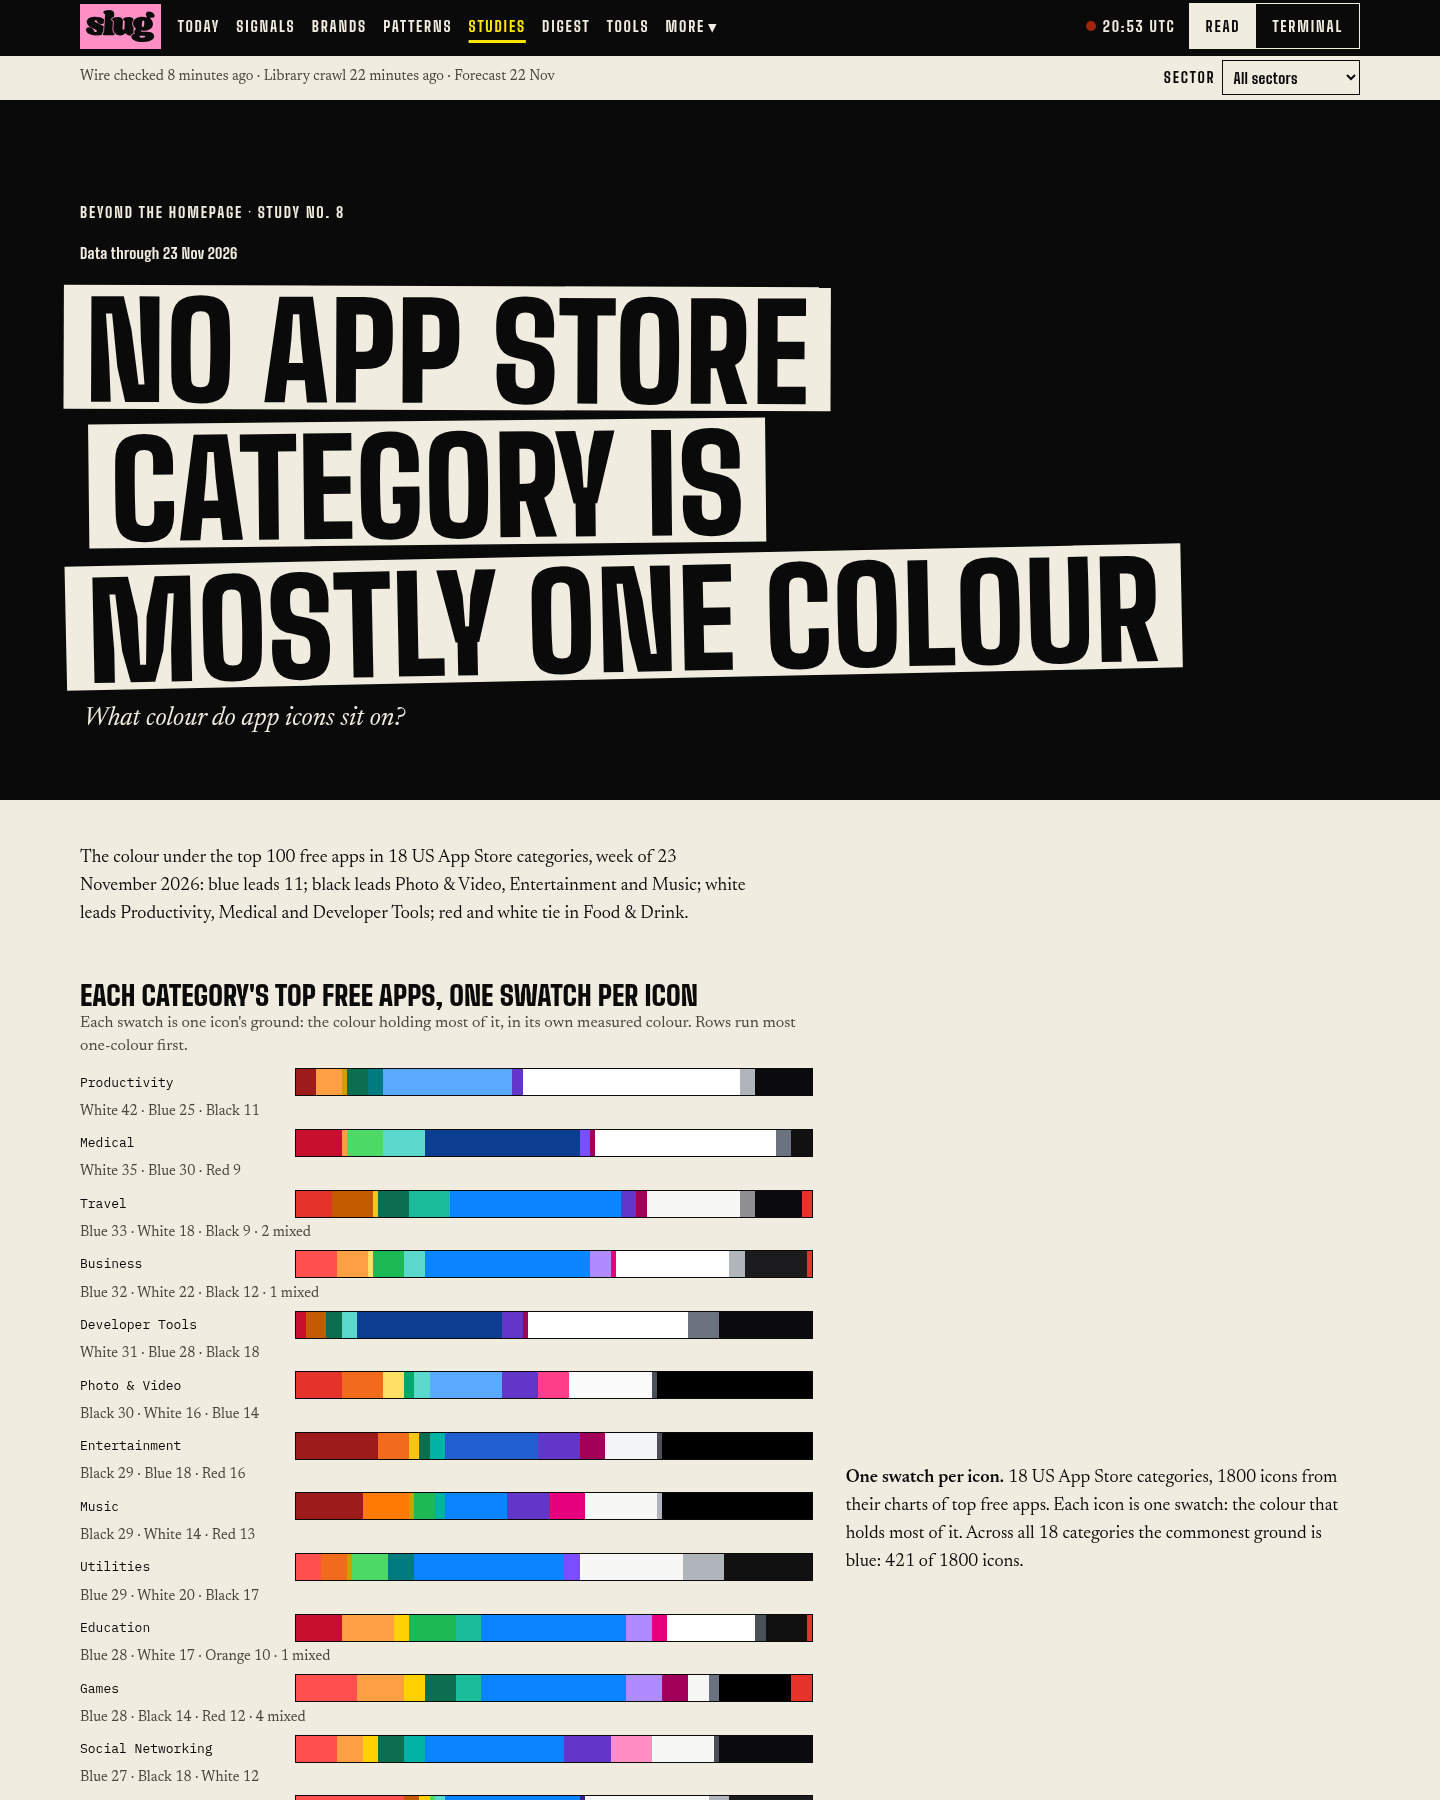 slug TODAY SIGNALS BRANDS PATTERNS STUDIES DIGEST TOOLS MORE ▾ 20:53 UTC READ TERMINAL
Wire checked 8 minutes ago · Library crawl 22 minutes ago · Forecast 22 Nov SECTOR All sectors
BEYOND THE HOMEPAGE · STUDY NO. 8
Data through 23 Nov 2026
NO APP STORE
CATEGORY IS
MOSTLY ONE COLOUR
What colour do app icons sit on?
The colour under the top 100 free apps in 18 US App Store categories, week of 23
November 2026: blue leads 11; black leads Photo & Video, Entertainment and Music; white
leads Productivity, Medical and Developer Tools; red and white tie in Food & Drink.
EACH CATEGORY'S TOP FREE APPS, ONE SWATCH PER ICON
Each swatch is one icon's ground: the colour holding most of it, in its own measured colour. Rows run most
one-colour first.
Productivity
White 42 · Blue 25 · Black 11
Medical
White 35 · Blue 30 · Red 9
Travel
Blue 33 · White 18 · Black 9 · 2 mixed
Business
Blue 32 · White 22 · Black 12 · 1 mixed
Developer Tools
White 31 · Blue 28 · Black 18
Photo & Video
Black 30 · White 16 · Blue 14
Entertainment
Black 29 · Blue 18 · Red 16
Music
Black 29 · White 14 · Red 13
Utilities
Blue 29 · White 20 · Black 17
Education
Blue 28 · White 17 · Orange 10 · 1 mixed
Games
Blue 28 · Black 14 · Red 12 · 4 mixed
Social Networking
Blue 27 · Black 18 · White 12
One swatch per icon. 18 US App Store categories, 1800 icons from
their charts of top free apps. Each icon is one swatch: the colour that
holds most of it. Across all 18 categories the commonest ground is
blue: 421 of 1800 icons.